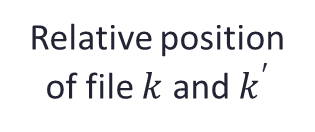 Relative position
of file k and k′